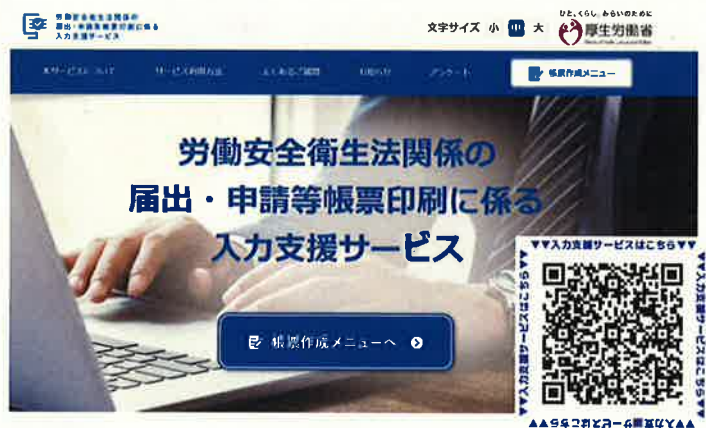 労働安全衛生法関係の
届出・申請等帳票印刷に係る
入力支援サービス
文字サイズ 小 中 大
ひと、くらし、みらいのために
厚生労働省
本サービスについて
サービス利用方法
よくあるご質問
お知らせ
アンケート
帳票作成メニュー
労働安全衛生法関係の
届出・申請等帳票印刷に係る
入力支援サービス
帳票作成メニューへ
▼▼入力支援サービスはこちら▼▼
▼▼入力支援サービスはこちら▼▼
▼▼入力支援サービスはこちら▼▼
▼▼入力支援サービスはこちら▼▼